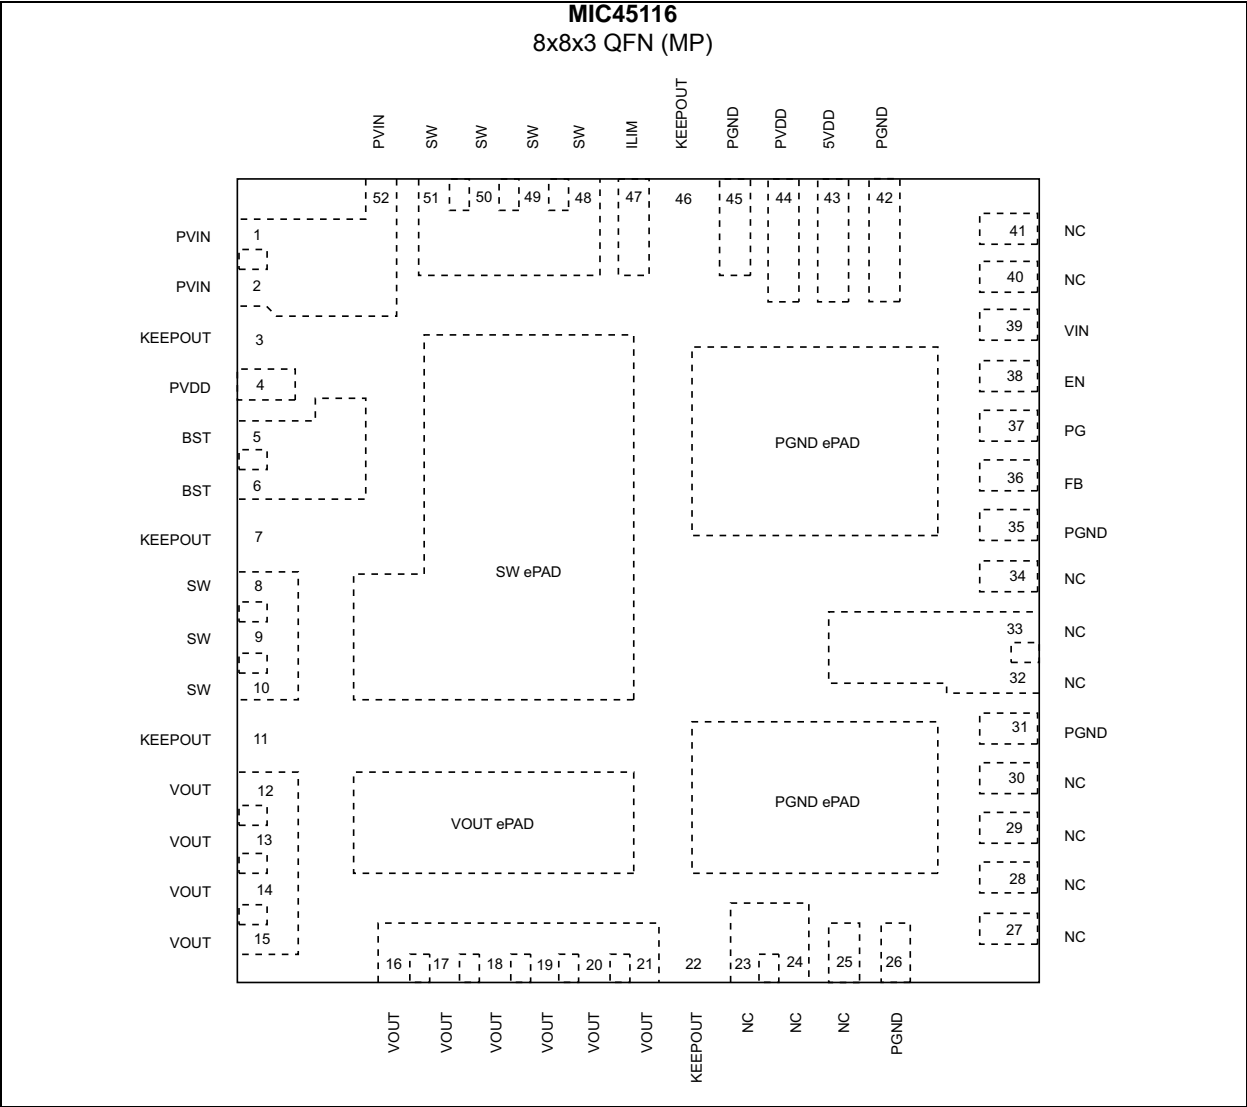 MIC45116
8x8x3 QFN (MP)
PVIN
SW
SW
SW
SW
ILIM
KEEPOUT
PGND
PVDD
5VDD
PGND
52 51 50 49 48 47 46 45 44 43 42
PVIN 1
PVIN 2
KEEPOUT 3
PVDD 4
BST 5
BST 6
KEEPOUT 7
SW 8
SW 9
SW 10
KEEPOUT 11
VOUT 12
VOUT 13
VOUT 14
VOUT 15
SW ePAD
PGND ePAD
VOUT ePAD
PGND ePAD
41 NC
40 NC
39 VIN
38 EN
37 PG
36 FB
35 PGND
34 NC
33 NC
32 NC
31 PGND
30 NC
29 NC
28 NC
27 NC
16 17 18 19 20 21 22 23 24 25 26
VOUT
VOUT
VOUT
VOUT
VOUT
VOUT
KEEPOUT
NC
NC
NC
PGND